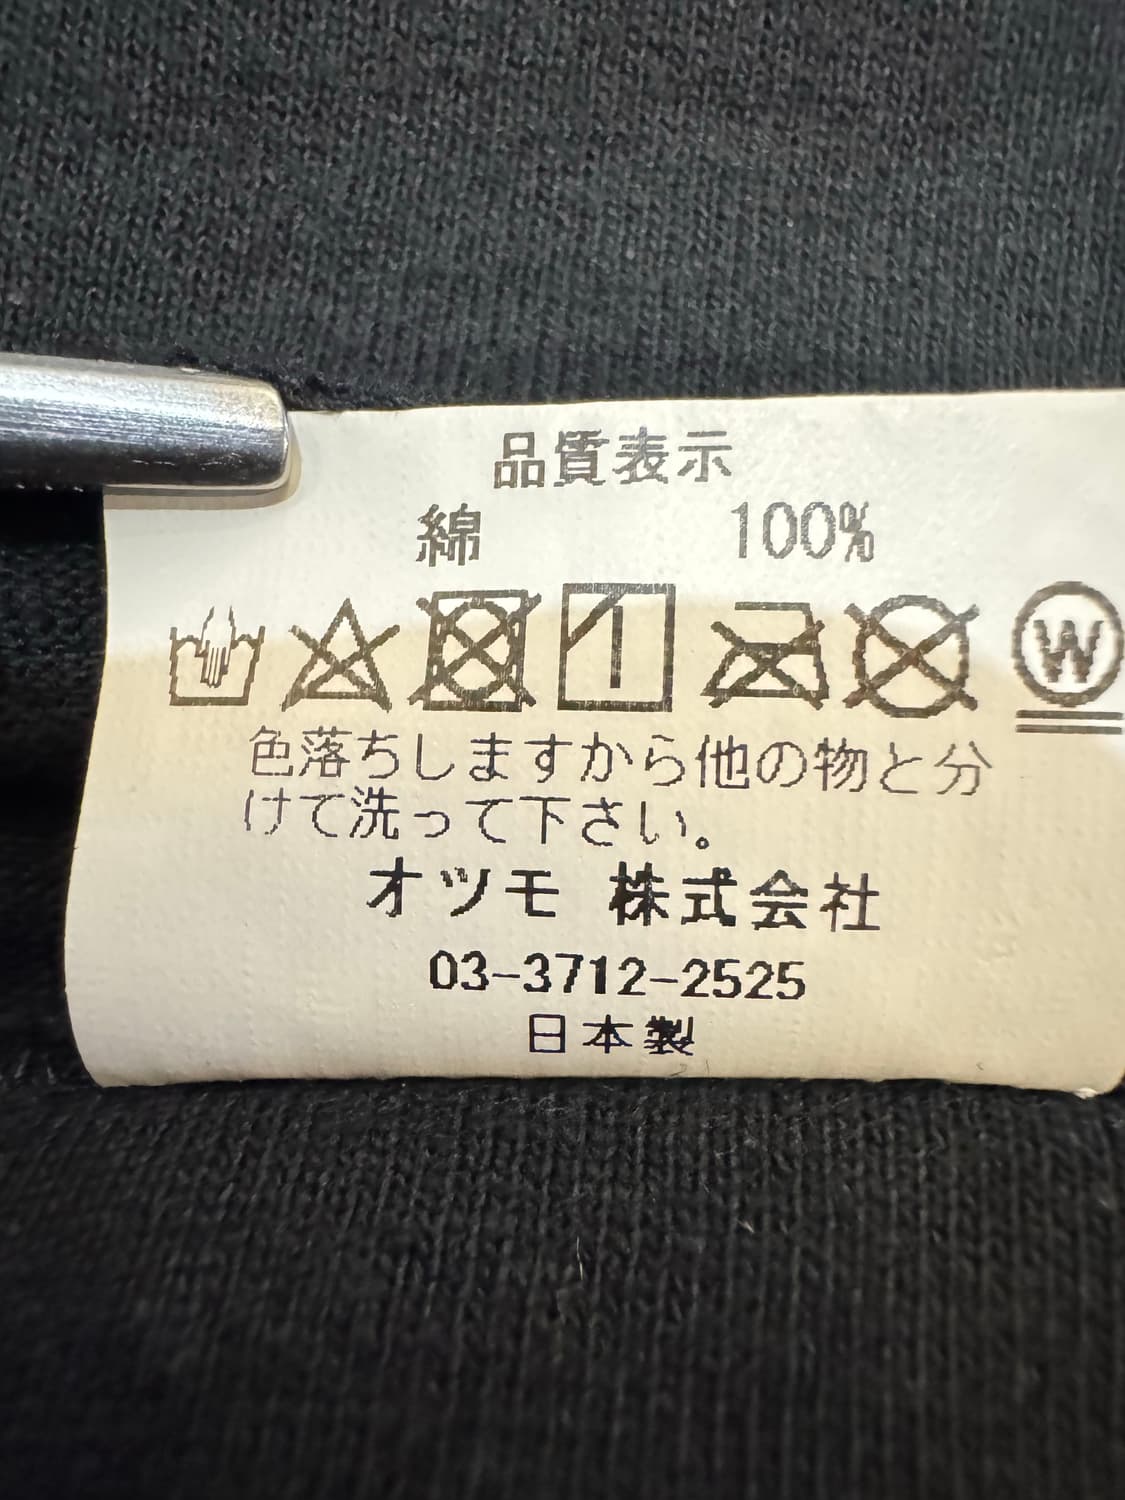 品質表示
綿 100%
W
色落ちしますから他の物と分
けて洗って下さい。
オツモ 株式会社
03-3712-2525
日本製